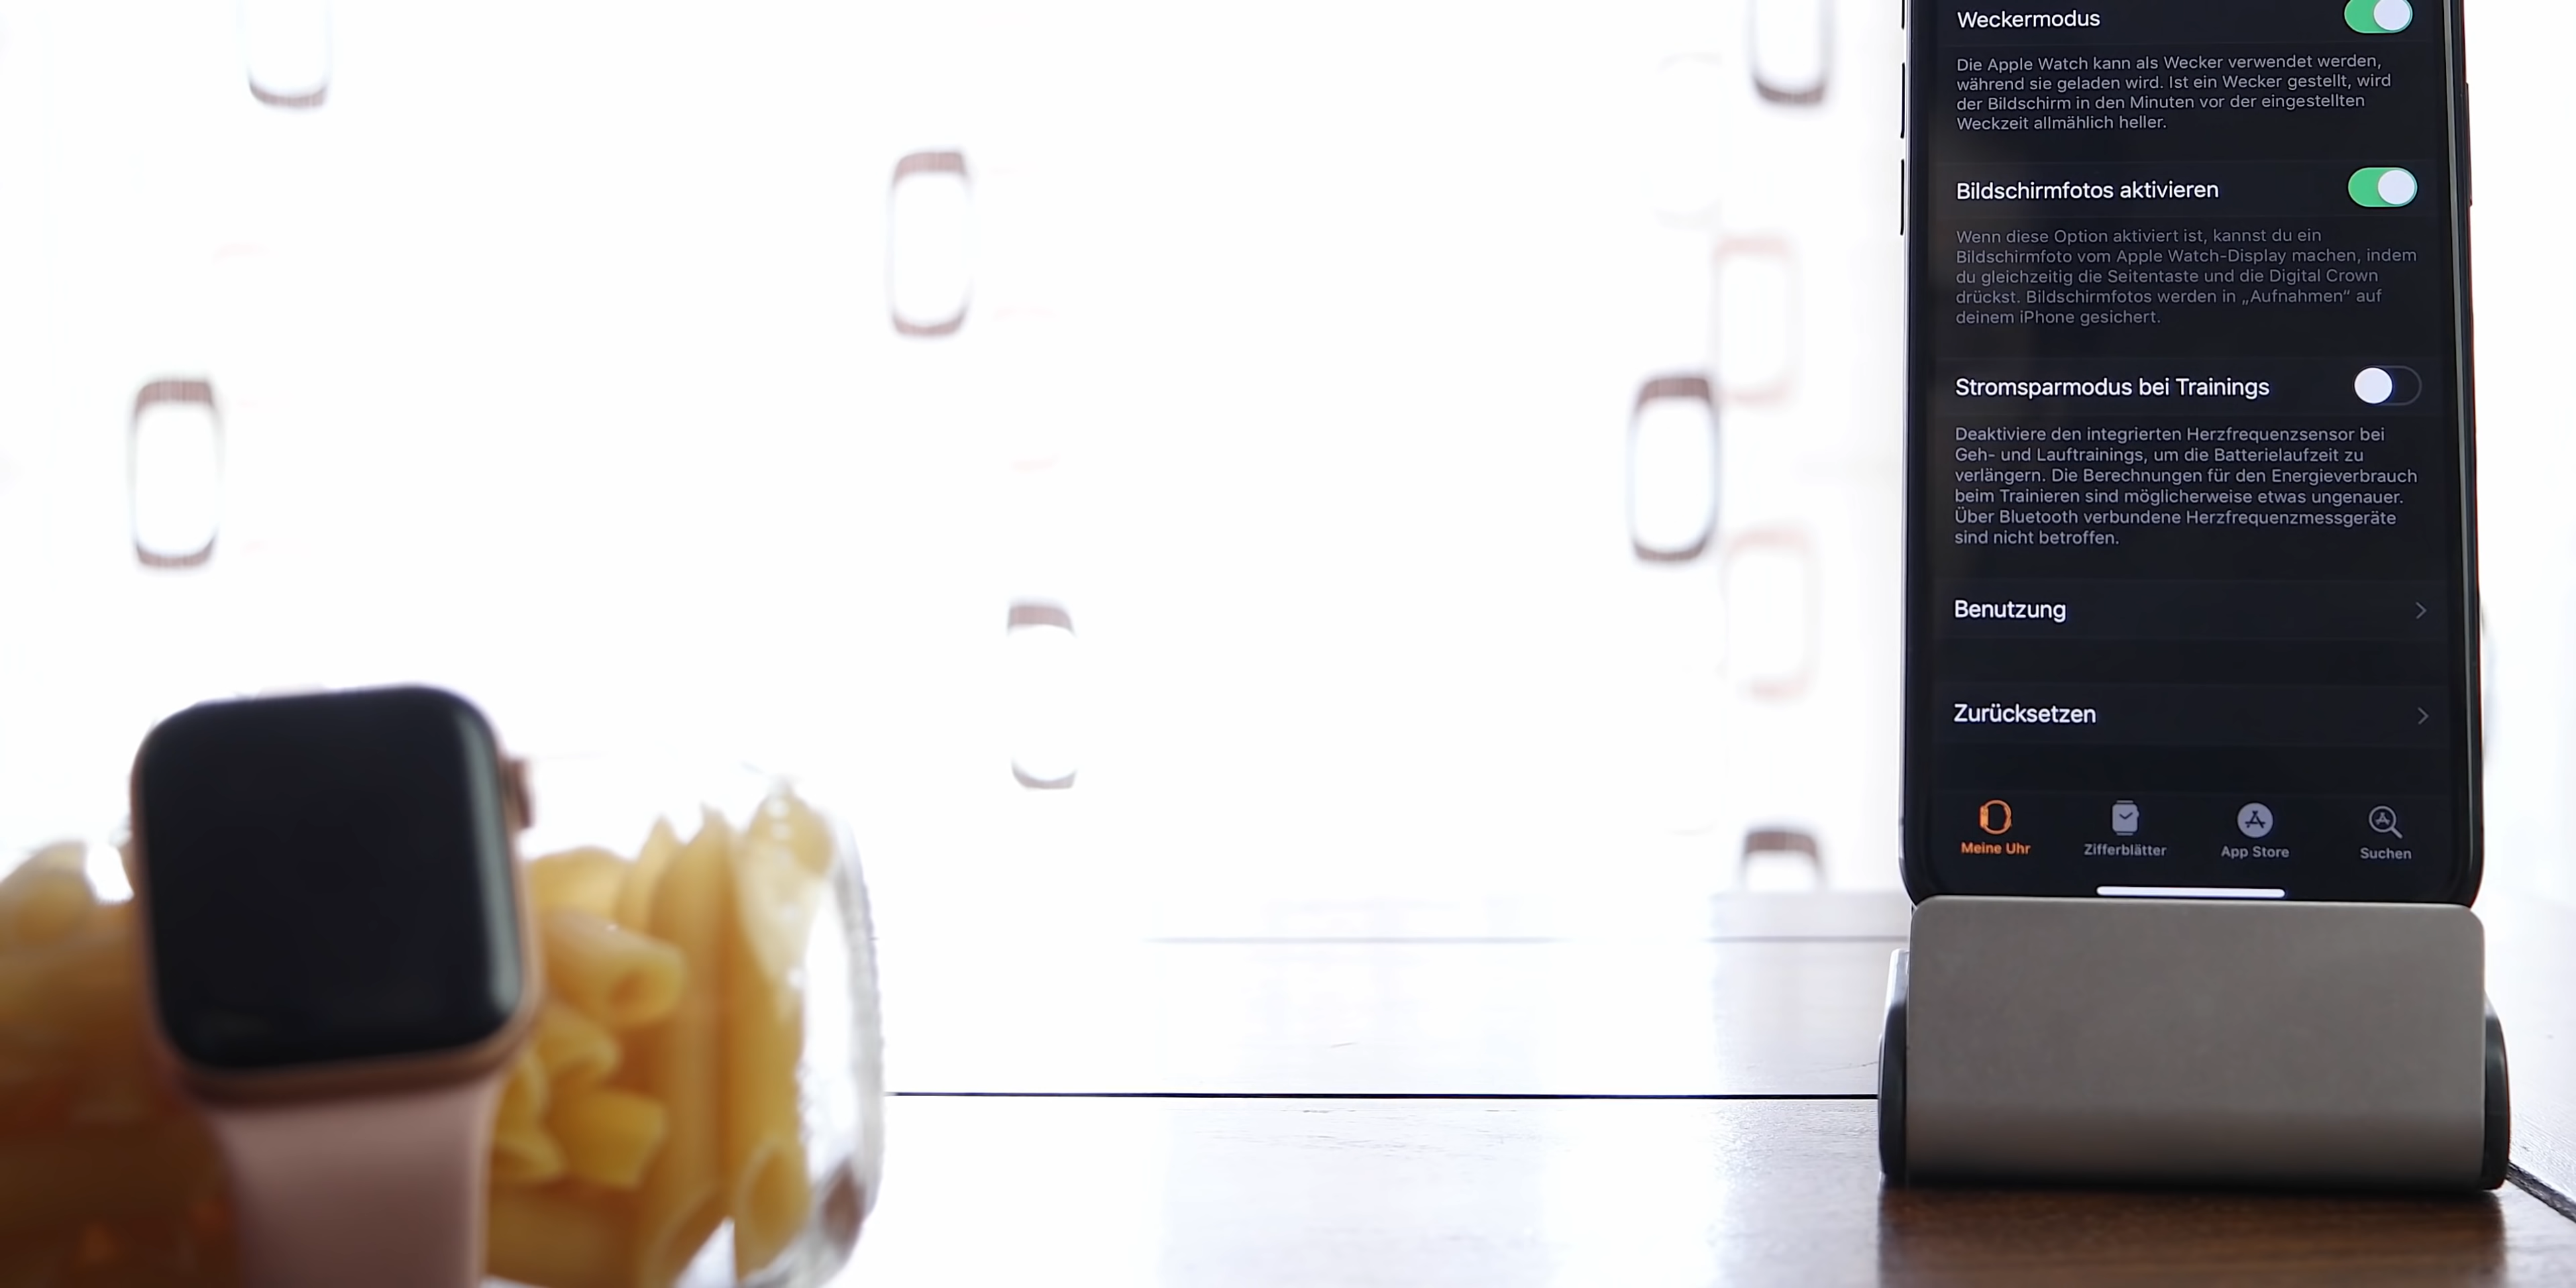 Weckermodus
Die Apple Watch kann als Wecker verwendet werden,
während sie geladen wird. Ist ein Wecker gestellt, wird
der Bildschirm in den Minuten vor der eingestellten
Weckzeit allmählich heller.
Bildschirmfotos aktivieren
Wenn diese Option aktiviert ist, kannst du ein
Bildschirmfoto vom Apple Watch-Display machen, indem
du gleichzeitig die Seitentaste und die Digital Crown
drückst. Bildschirmfotos werden in „Aufnahmen“ auf
deinem iPhone gesichert.
Stromsparmodus bei Trainings
Deaktiviere den integrierten Herzfrequenzsensor bei
Geh- und Lauftrainings, um die Batterielaufzeit zu
verlängern. Die Berechnungen für den Energieverbrauch
beim Trainieren sind möglicherweise etwas ungenauer.
Über Bluetooth verbundene Herzfrequenzmessgeräte
sind nicht betroffen.
Benutzung
Zurücksetzen
Meine Uhr Zifferblätter App Store Suchen